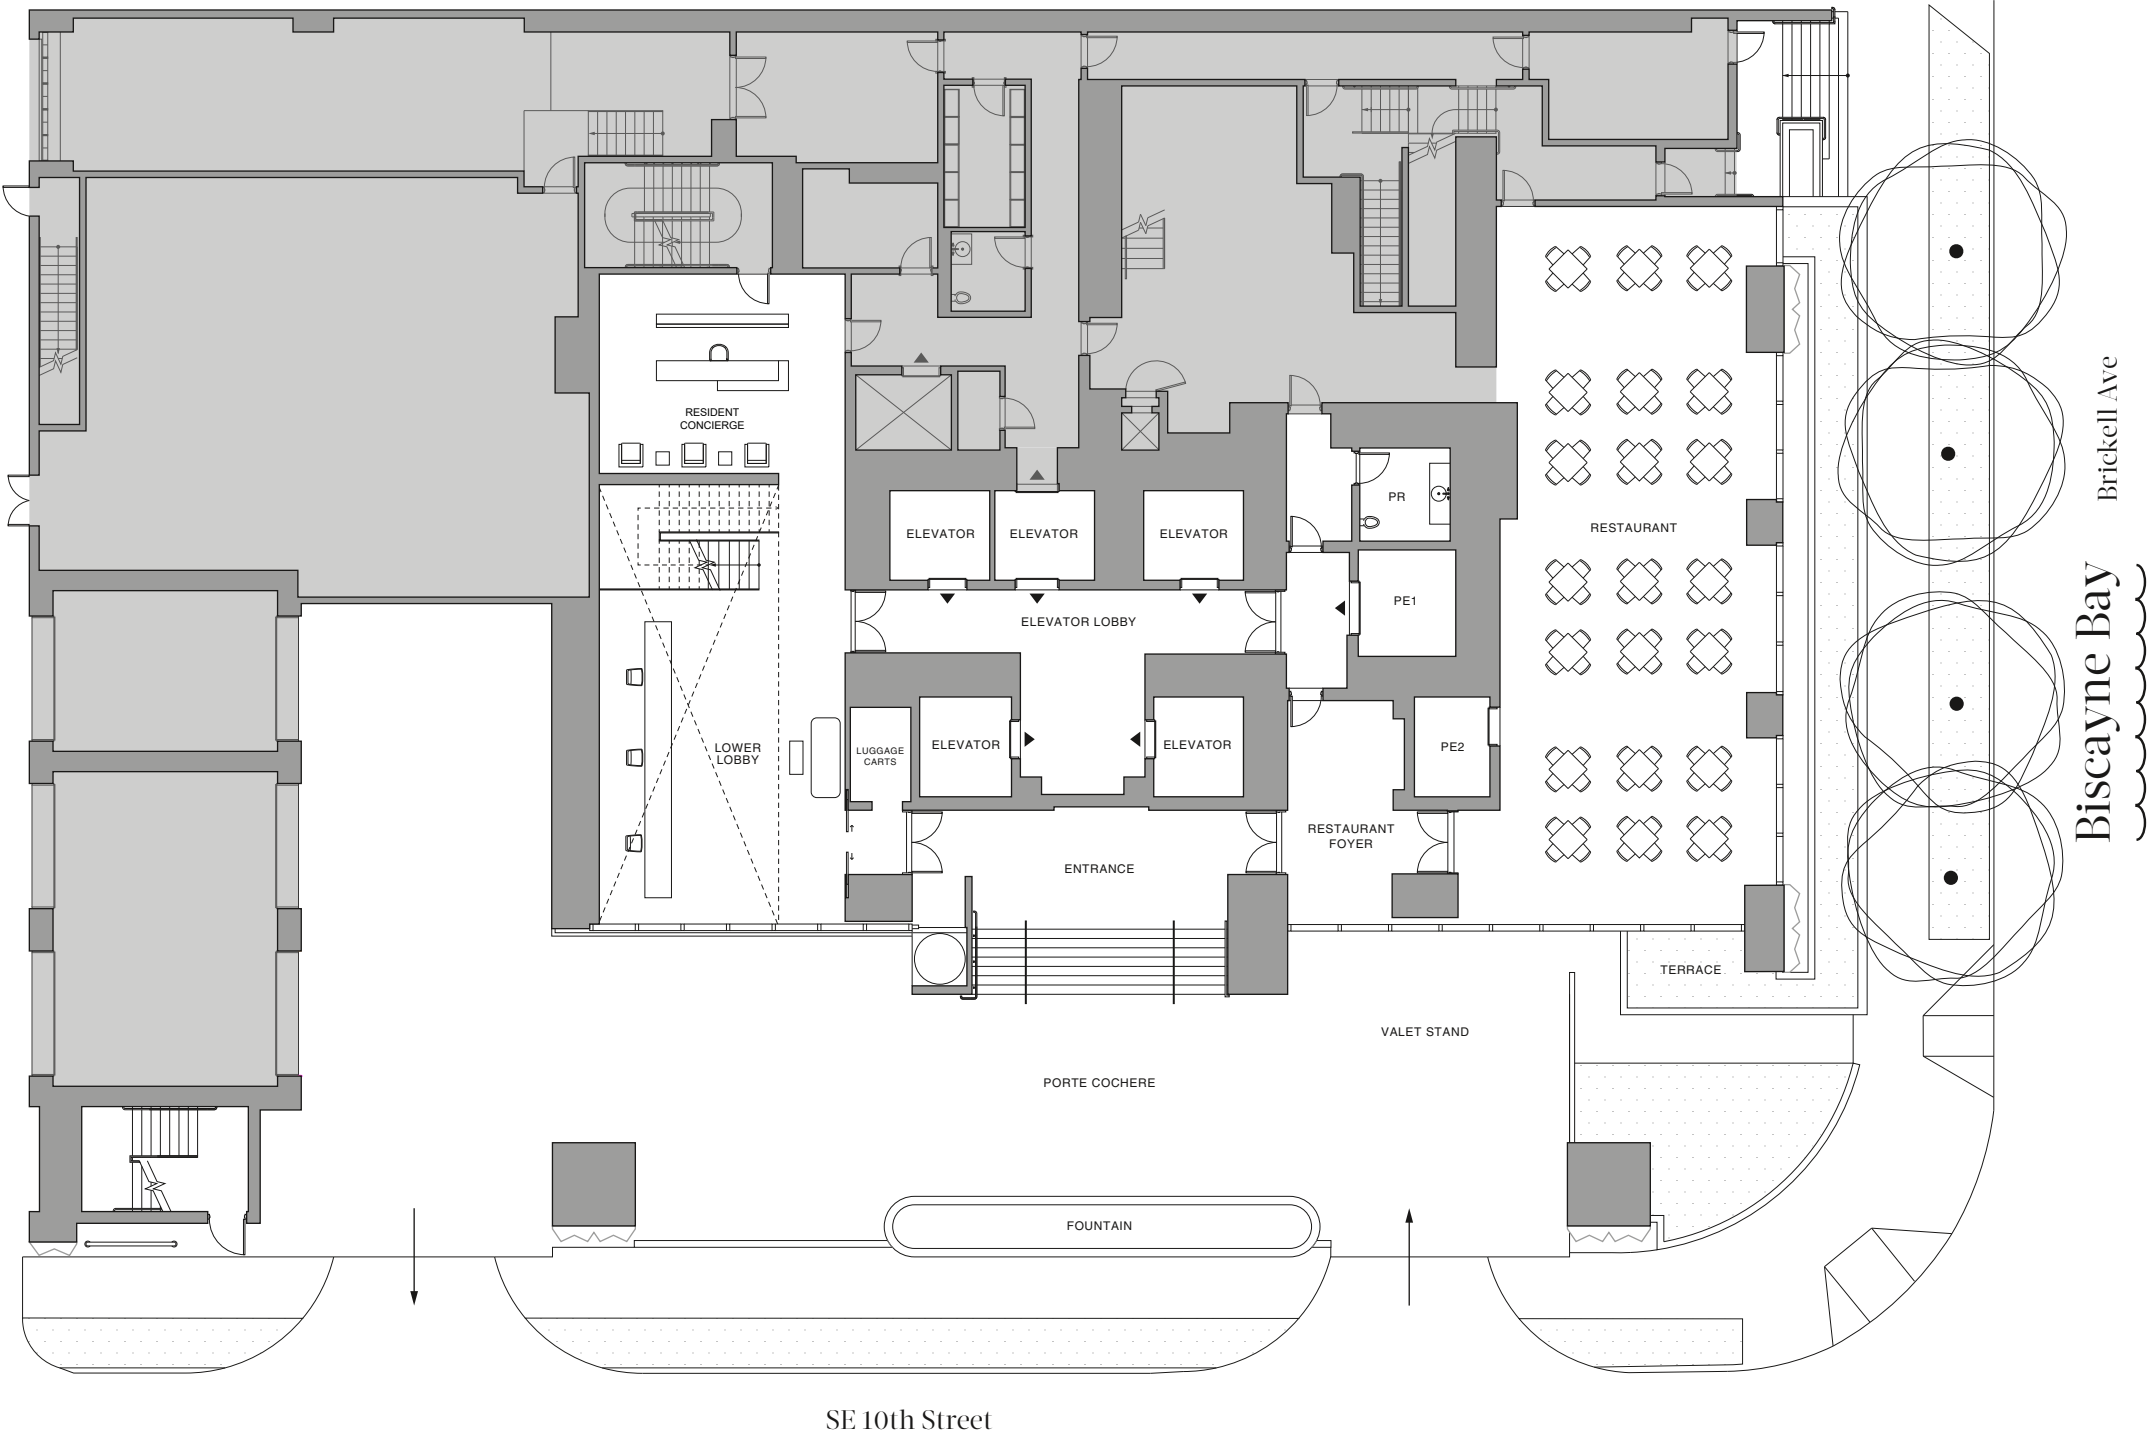 RESIDENT
CONCIERGE
Brickell Ave
PR
ELEVATOR
ELEVATOR
ELEVATOR
RESTAURANT
PE1
ELEVATOR LOBBY
Biscayne Bay
LOWER
LOBBY
LUGGAGE
CARTS
ELEVATOR
ELEVATOR
PE2
RESTAURANT
FOYER
ENTRANCE
TERRACE
VALET STAND
PORTE COCHERE
FOUNTAIN
SE 10th Street